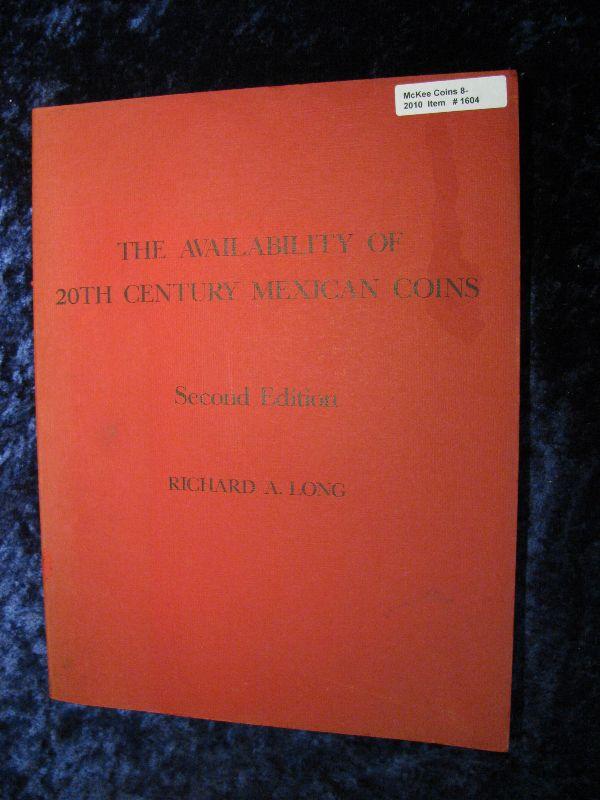 McKee Coins 8-
2010 Item # 1604
THE AVAILABILITY OF
20TH CENTURY MEXICAN COINS
Second Edition
RICHARD A. LONG